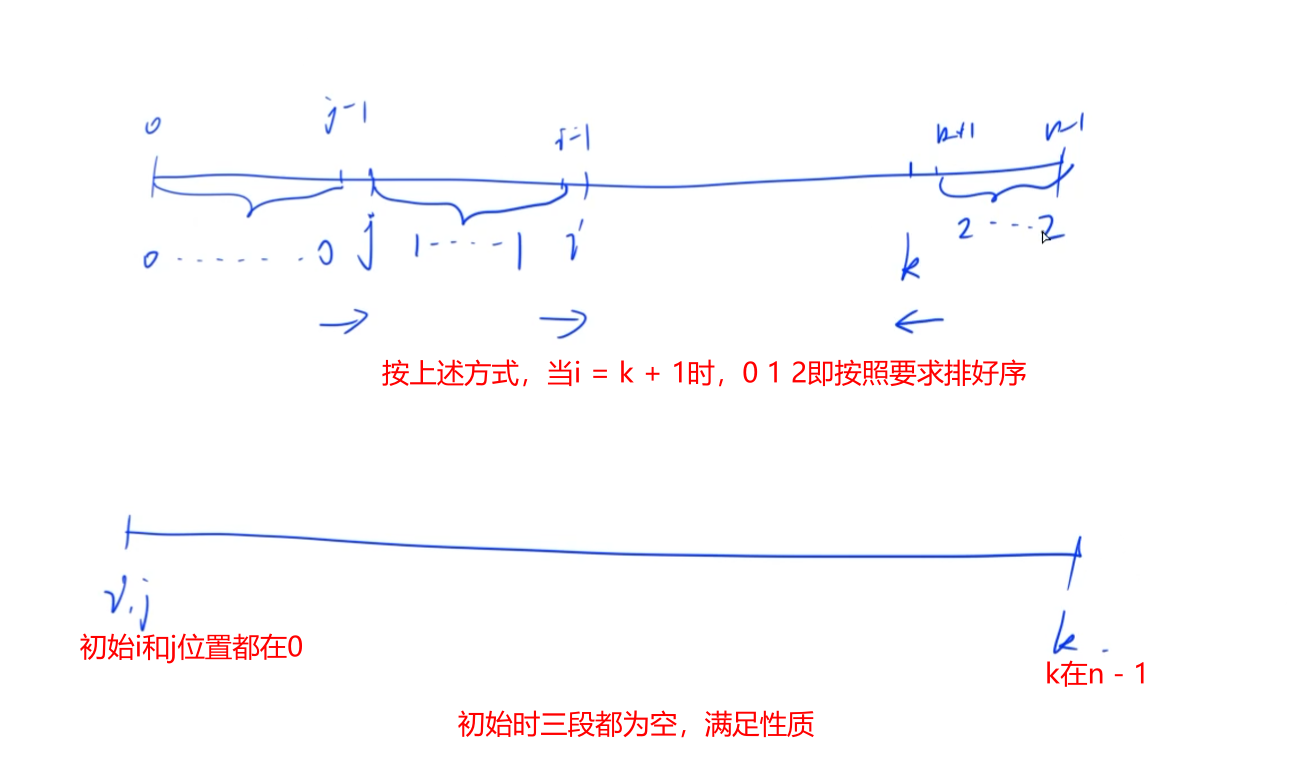 0 j-1 i-1 k+1 n-1
0 ······· 0 j 1 ····· 1 i k 2 ····· 2
按上述方式，当i = k + 1时，0 1 2即按照要求排好序
i.j k.
初始i和j位置都在0
k在n - 1
初始时三段都为空，满足性质